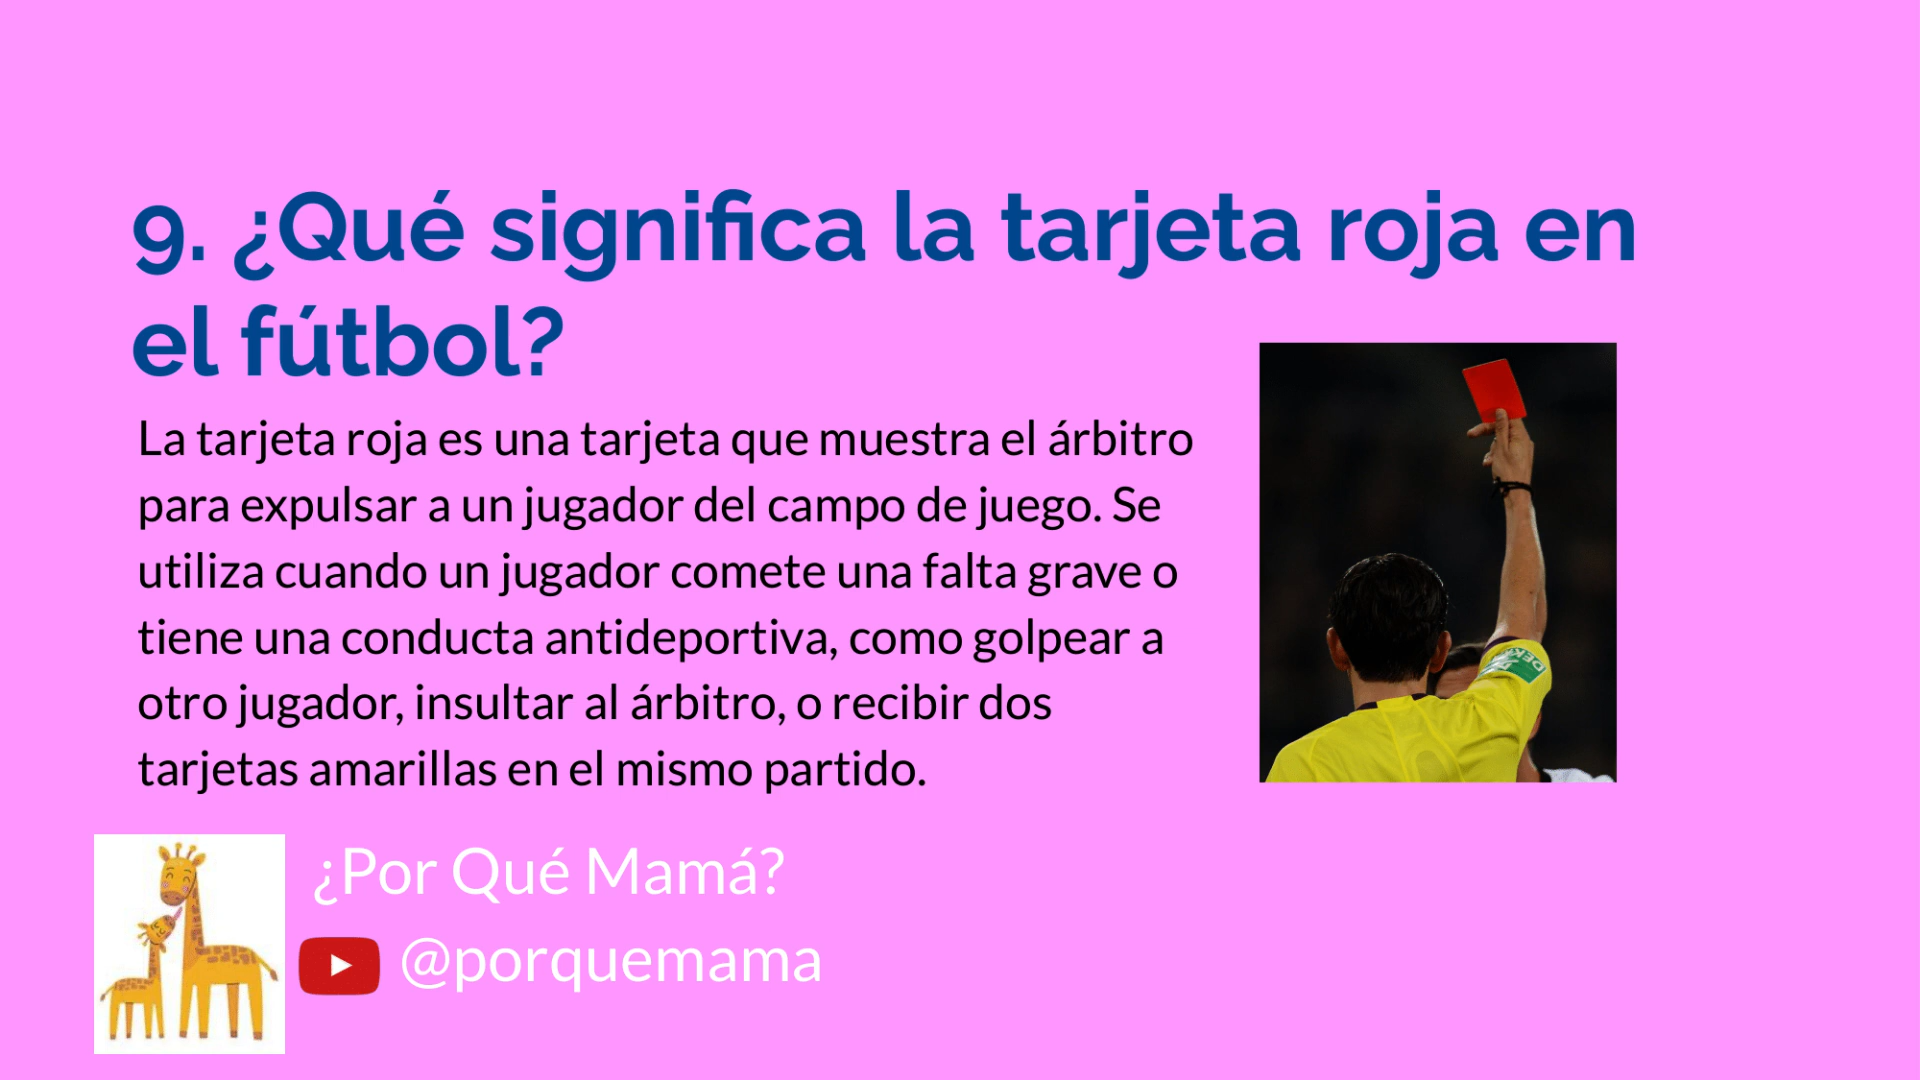 9. ¿Qué significa la tarjeta roja en
el fútbol?
La tarjeta roja es una tarjeta que muestra el árbitro
para expulsar a un jugador del campo de juego. Se
utiliza cuando un jugador comete una falta grave o
tiene una conducta antideportiva, como golpear a
otro jugador, insultar al árbitro, o recibir dos
tarjetas amarillas en el mismo partido.
¿Por Qué Mamá?
@porquemama